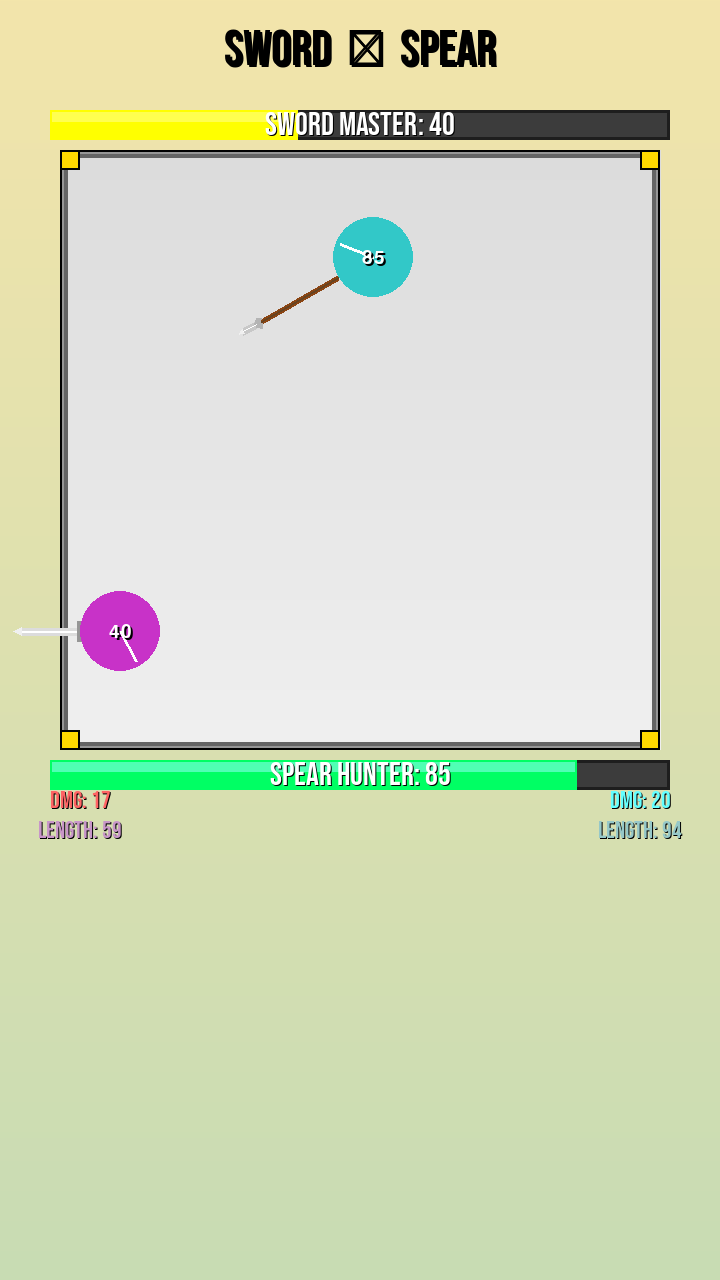 SWORD SPEAR
SWORD MASTER: 40
85
40
SPEAR HUNTER: 85
DMG: 17
DMG: 20
LENGTH: 59
LENGTH: 94